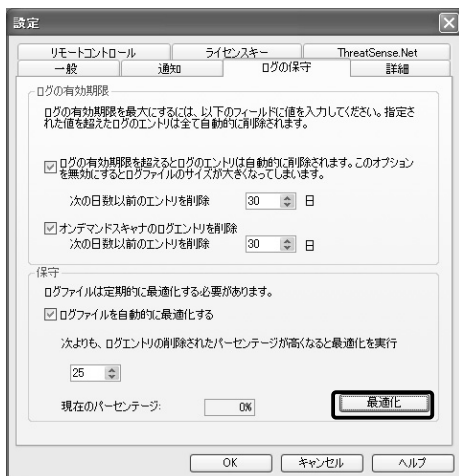 設定
リモートコントロール ライセンスキー ThreatSense.Net
一般 通知 ログの保守 詳細
ログの有効期限
ログの有効期限を最大にするには、以下のフィールドに値を入力してください。指定さ
れた値を超えたログのエントリは全て自動的に削除されます。
ログの有効期限を超えるとログのエントリは自動的に削除されます。このオプション
を無効にするとログファイルのサイズが大きくなってしまいます。
次の日数以前のエントリを削除 30 日
オンデマンドスキャナのログエントリを削除
次の日数以前のエントリを削除 30 日
保守
ログファイルは定期的に最適化する必要があります。
ログファイルを自動的に最適化する
次よりも、ログエントリの削除されたパーセンテージが高くなると最適化を実行
25
現在のパーセンテージ: 0% 最適化
OK キャンセル ヘルプ